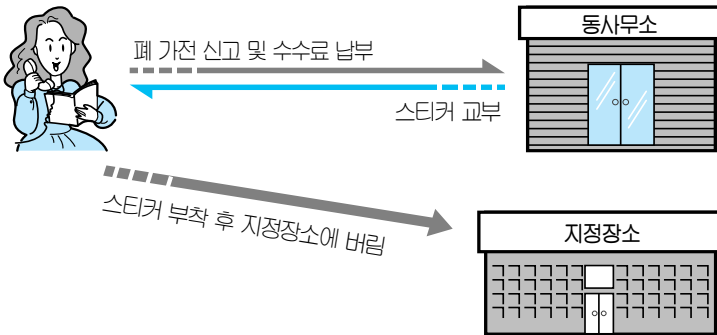 동사무소
폐 가전 신고 및 수수료 납부
스티커 교부
스티커 부착 후 지정장소에 버림
지정장소